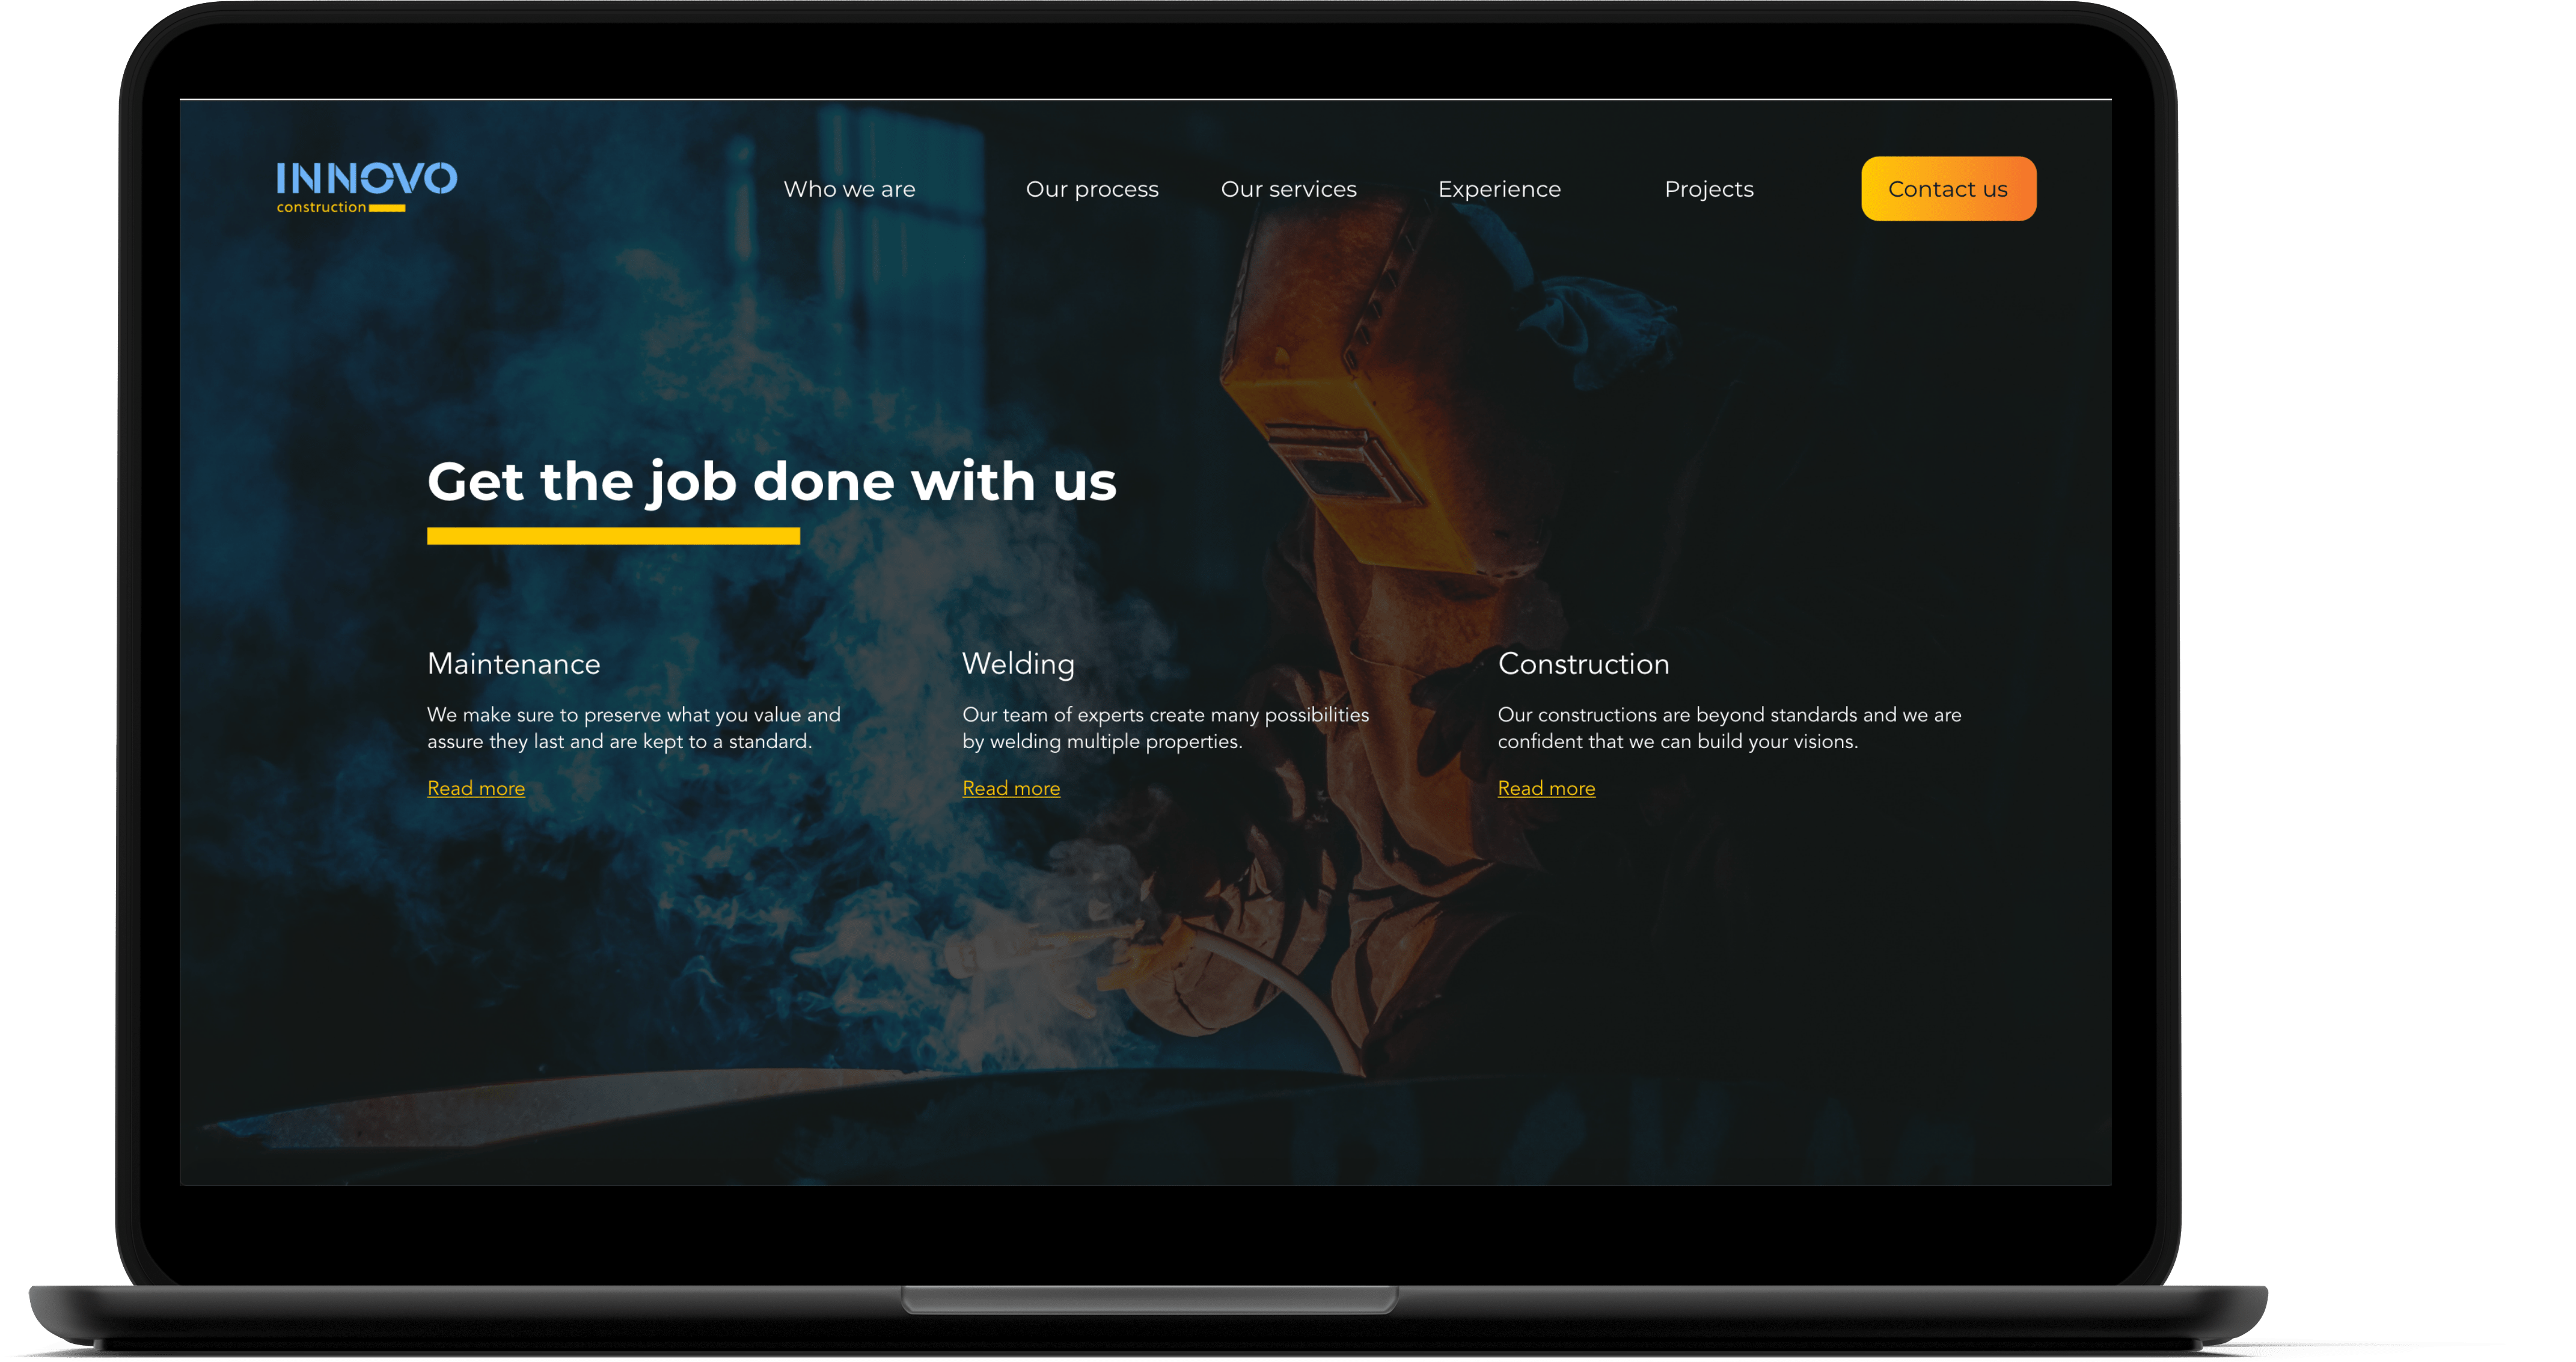 INNOVO
construction
Who we are
Our process
Our services
Experience
Projects
Contact us
Get the job done with us
Maintenance
We make sure to preserve what you value and
assure they last and are kept to a standard.
Read more
Welding
Our team of experts create many possibilities
by welding multiple properties.
Read more
Construction
Our constructions are beyond standards and we are
confident that we can build your visions.
Read more